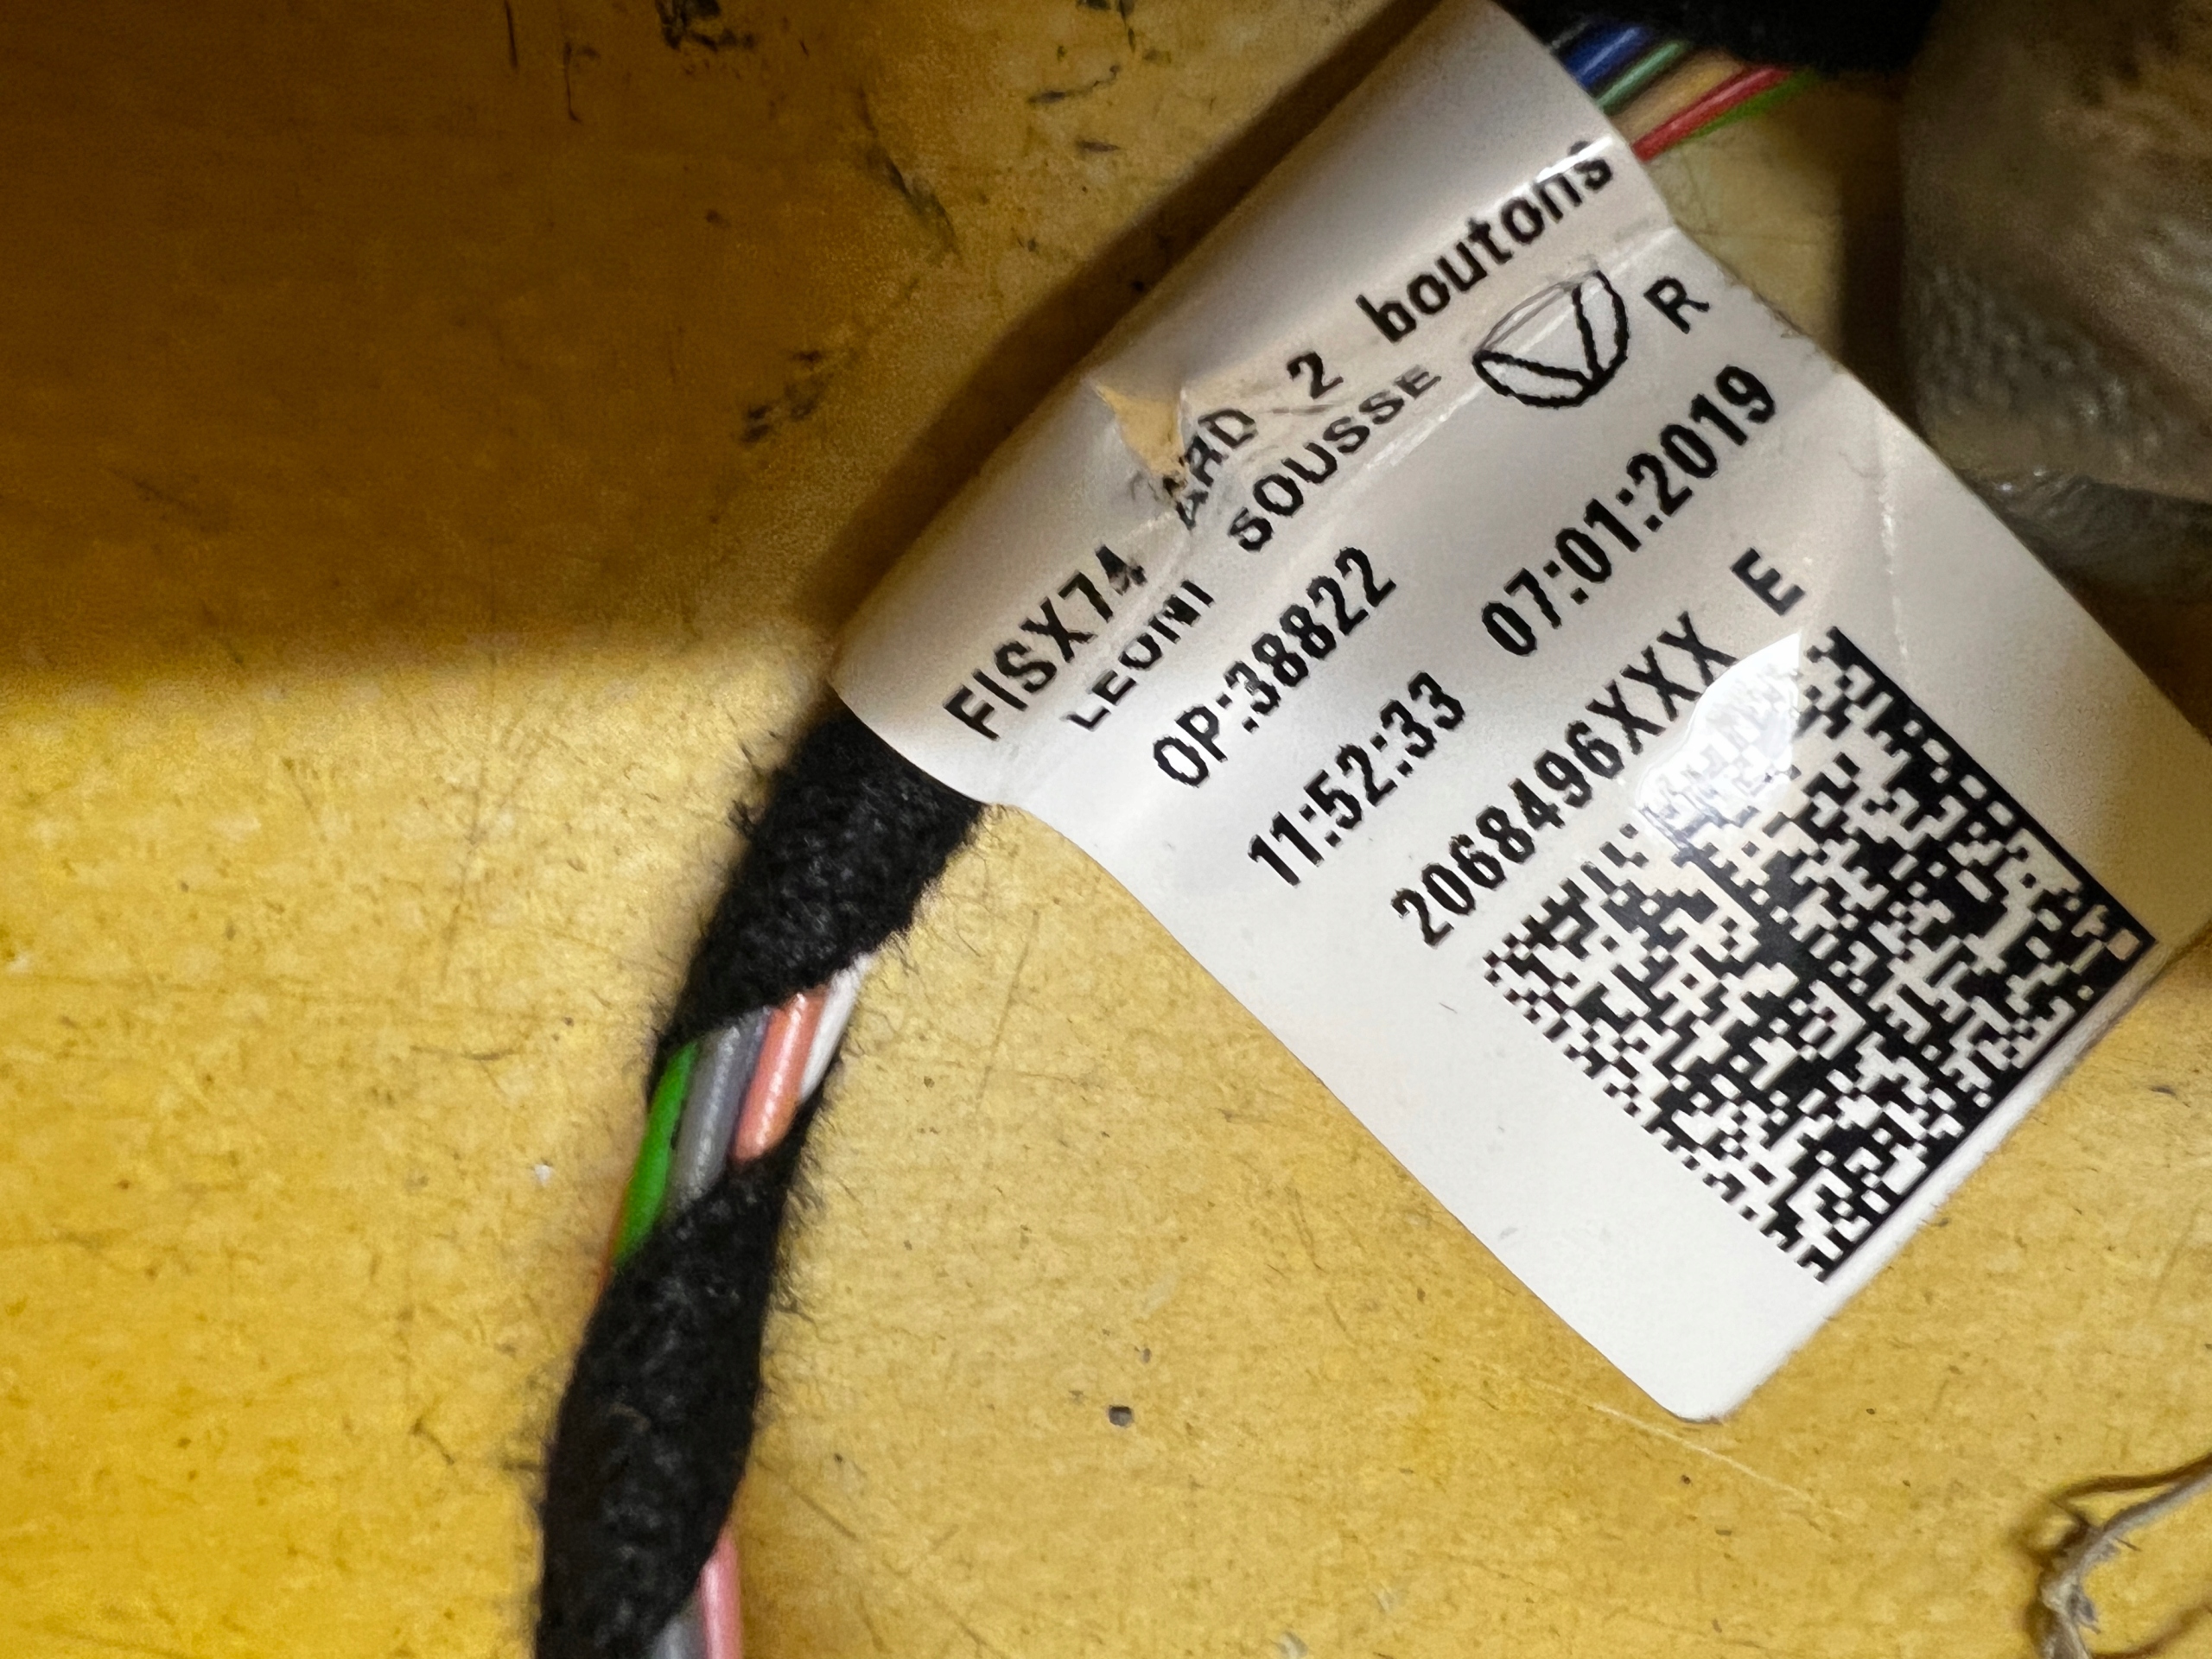 FISX74 ARD 2 boutons
LEONI SOUSSE R
OP:38822
11:52:33 07:01:2019
2068496XXX E